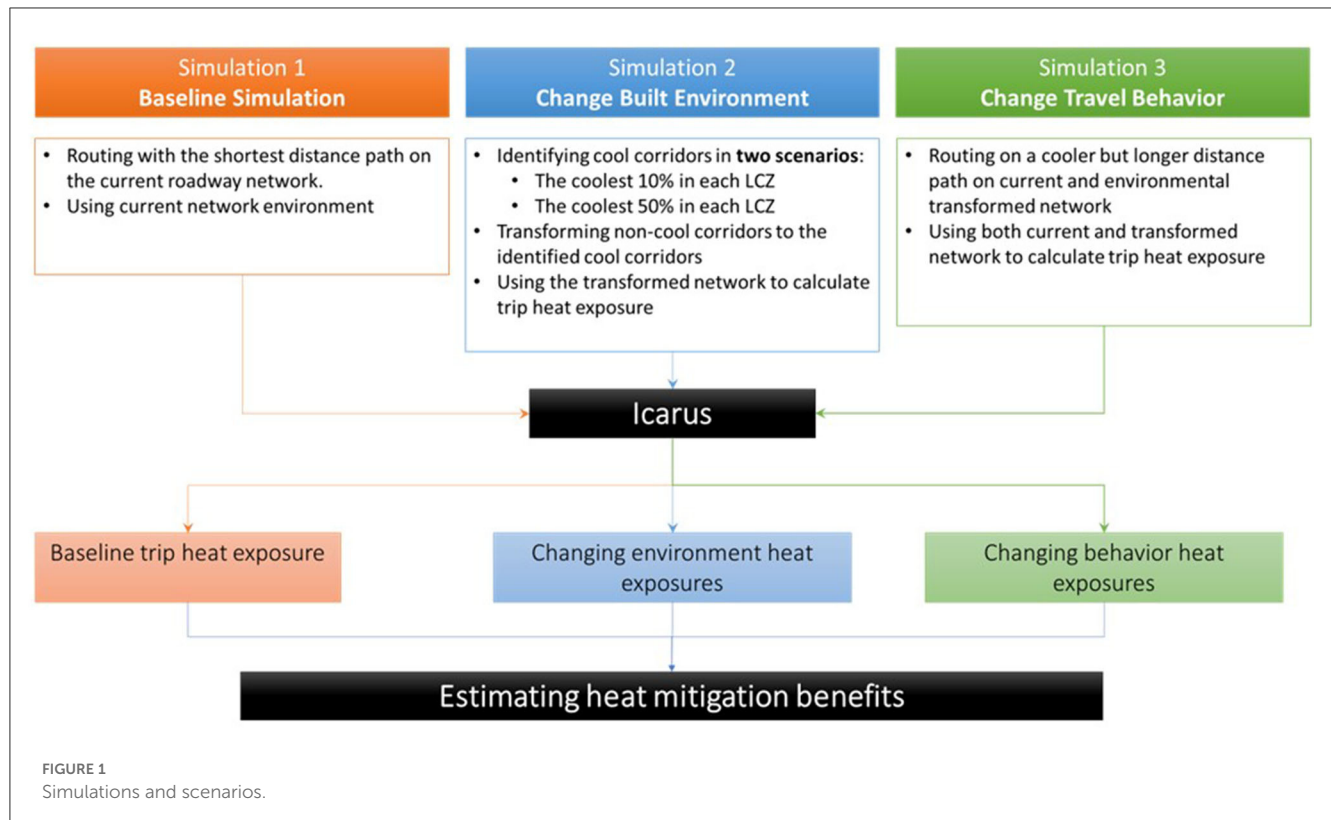 Simulation 1
Baseline Simulation
• Routing with the shortest distance path on
the current roadway network.
• Using current network environment
Simulation 2
Change Built Environment
• Identifying cool corridors in two scenarios:
• The coolest 10% in each LCZ
• The coolest 50% in each LCZ
• Transforming non-cool corridors to the
identified cool corridors
• Using the transformed network to calculate
trip heat exposure
Simulation 3
Change Travel Behavior
• Routing on a cooler but longer distance
path on current and environmental
transformed network
• Using both current and transformed
network to calculate trip heat exposure
Icarus
Baseline trip heat exposure
Changing environment heat
exposures
Changing behavior heat
exposures
Estimating heat mitigation benefits
FIGURE 1
Simulations and scenarios.